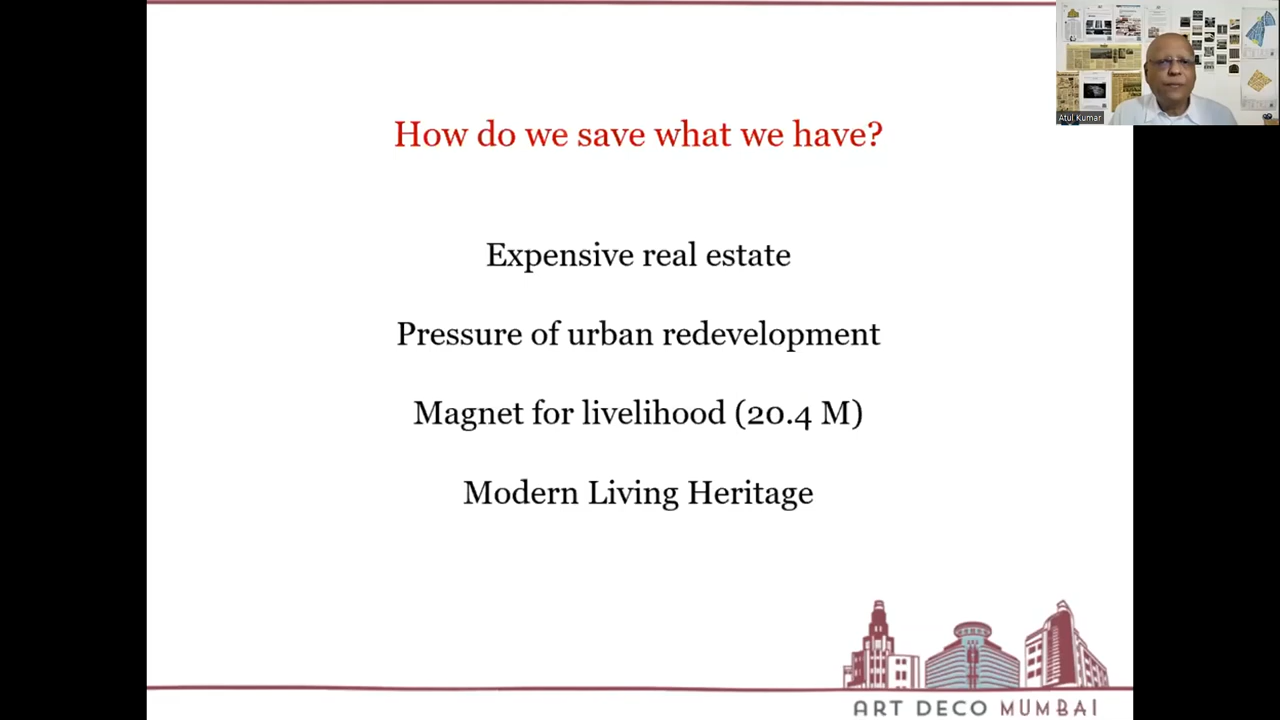 How do we save what we have?
Expensive real estate
Pressure of urban redevelopment
Magnet for livelihood (20.4 M)
Modern Living Heritage
ART DECO MUMBAI
Atul Kumar